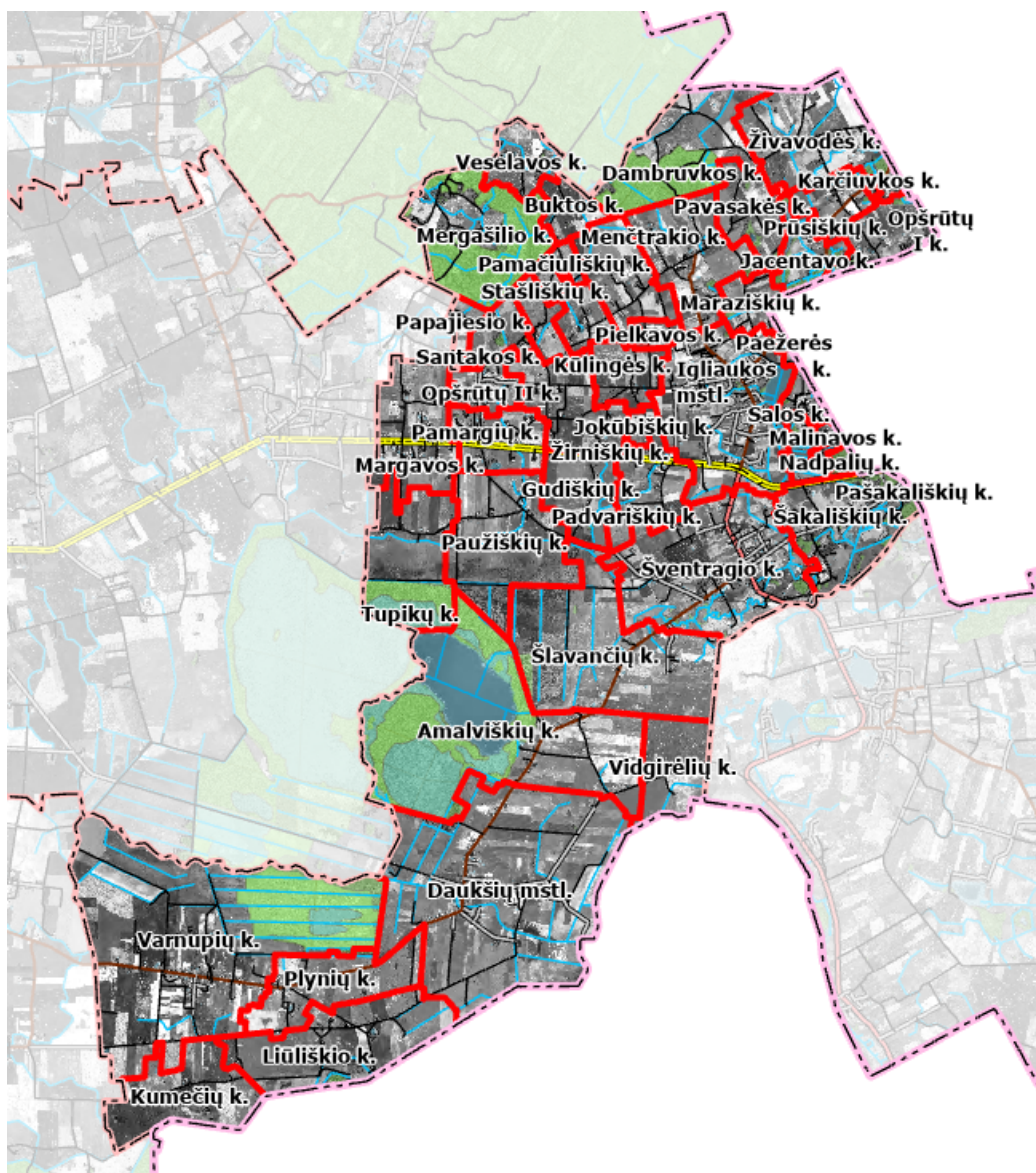 Živavodės k.
Veselavos k.
Dambruvkos k.
Karčiuvkos k.
Buktos k.
Pavasakės k.
Opšrūtų
I k.
Mergašilio k.
Menčtrakio k.
Prūsiškių k.
Pamačiuliškių k.
Jacentavo k.
Stašliškių k.
Maraziškių k.
Papajiesio k.
Pielkavos k.
Paežerės
k.
Santakos k.
Kūlingės k.
Igliaukos
mstl.
Opšrūtų II k.
Salos k.
Pamargių k.
Jokūbiškių k.
Malinavos k.
Žirniškių k.
Margavos k.
Nadpalių k.
Gudiškių k.
Pašakališkių k.
Padvariškių k.
Šakališkių k.
Paužiškių k.
Šventragio k.
Tupikų k.
Šlavančių k.
Amalviškių k.
Vidgirėlių k.
Daukšių mstl.
Varnupių k.
Plynių k.
Liūliškio k.
Kumečių k.